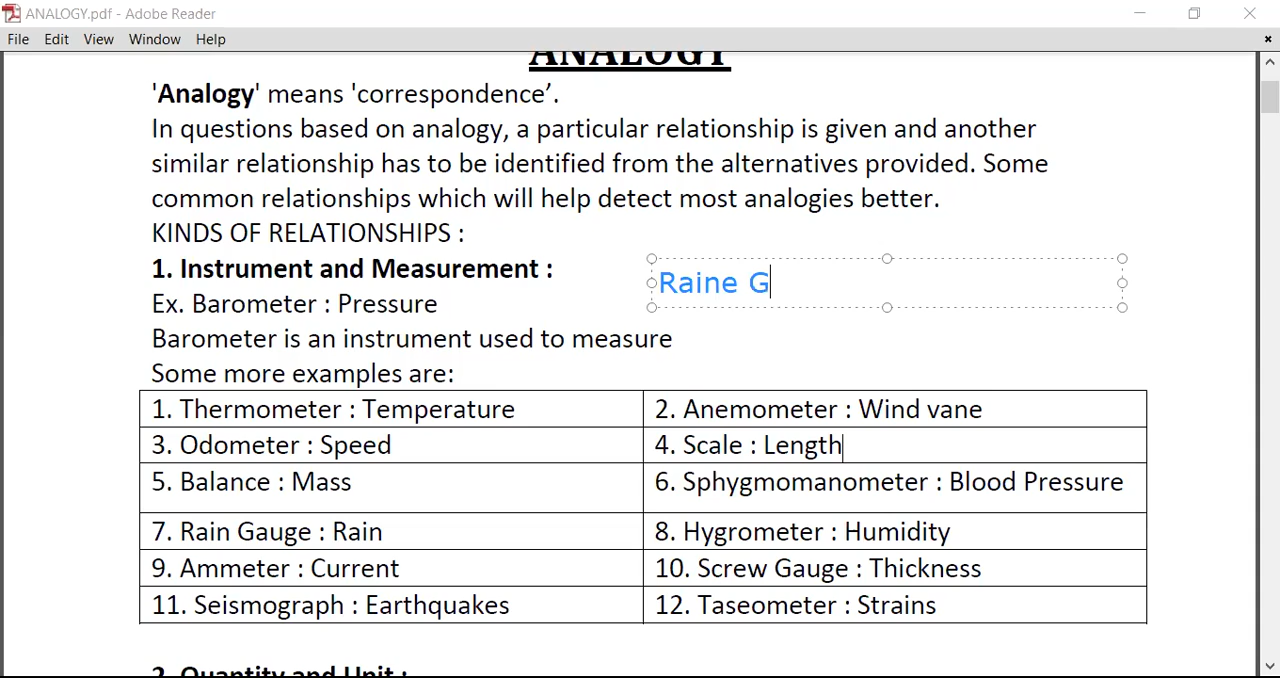 ANALOGY.pdf - Adobe Reader
File Edit View Window Help
ANALOGY
'Analogy' means 'correspondence’.
In questions based on analogy, a particular relationship is given and another
similar relationship has to be identified from the alternatives provided. Some
common relationships which will help detect most analogies better.
KINDS OF RELATIONSHIPS :
1. Instrument and Measurement :
Raine G
Ex. Barometer : Pressure
Barometer is an instrument used to measure
Some more examples are:
1. Thermometer : Temperature 2. Anemometer : Wind vane
3. Odometer : Speed 4. Scale : Length
5. Balance : Mass 6. Sphygmomanometer : Blood Pressure
7. Rain Gauge : Rain 8. Hygrometer : Humidity
9. Ammeter : Current 10. Screw Gauge : Thickness
11. Seismograph : Earthquakes 12. Taseometer : Strains
2. Quantity and Unit :